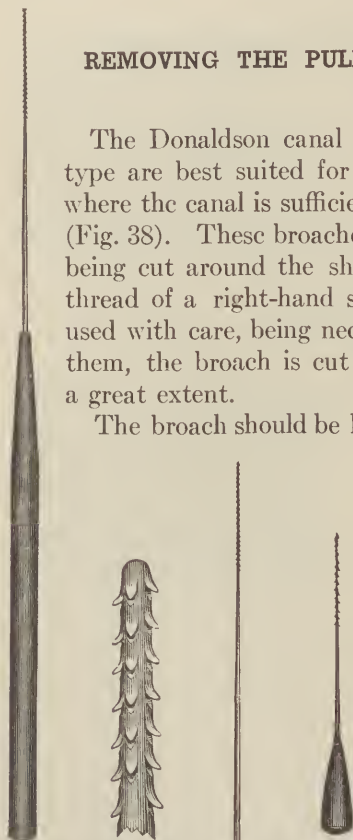 REMOVING THE PUL
The Donaldson canal
type are best suited for
where the canal is sufficie
(Fig. 38). These broache
being cut around the sh
thread of a right-hand s
used with care, being nec
them, the broach is cut
a great extent.
The broach should be